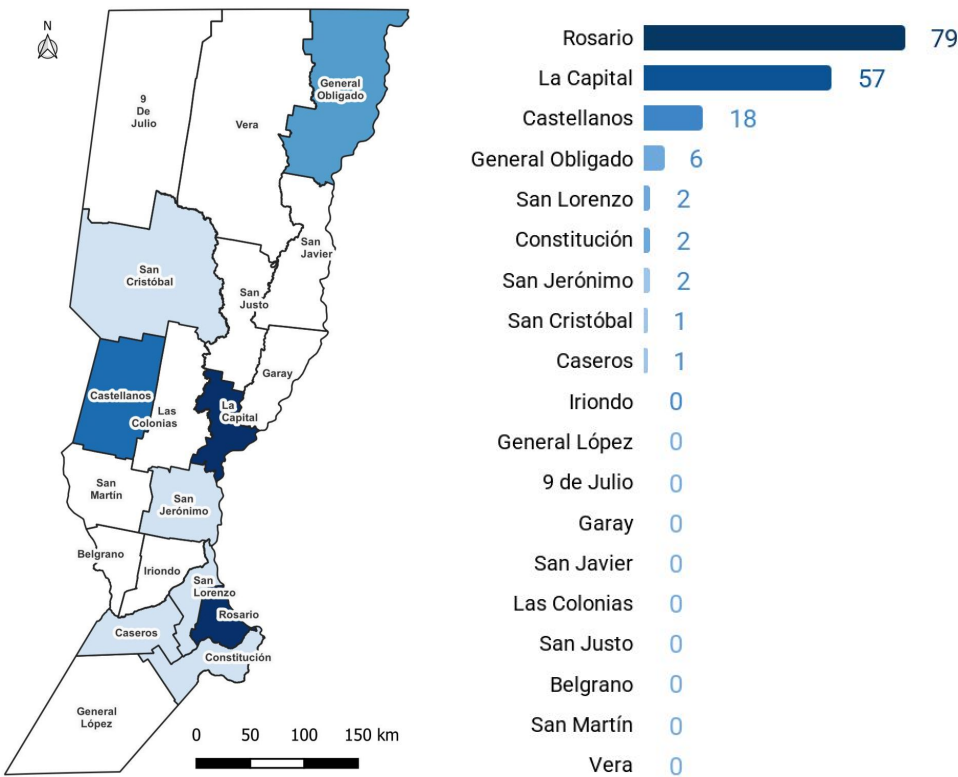 N
9
De
Julio
Vera
General
Obligado
San
Javier
San
Cristóbal
San
Justo
Garay
Castellanos
Las
Colonias
La
Capital
San
Martín
San
Jerónimo
Belgrano
Iriondo
San
Lorenzo
Rosario
Caseros
Constitución
General
López
0 50 100 150 km
Rosario 79
La Capital 57
Castellanos 18
General Obligado 6
San Lorenzo 2
Constitución 2
San Jerónimo 2
San Cristóbal 1
Caseros 1
Iriondo 0
General López 0
9 de Julio 0
Garay 0
San Javier 0
Las Colonias 0
San Justo 0
Belgrano 0
San Martín 0
Vera 0